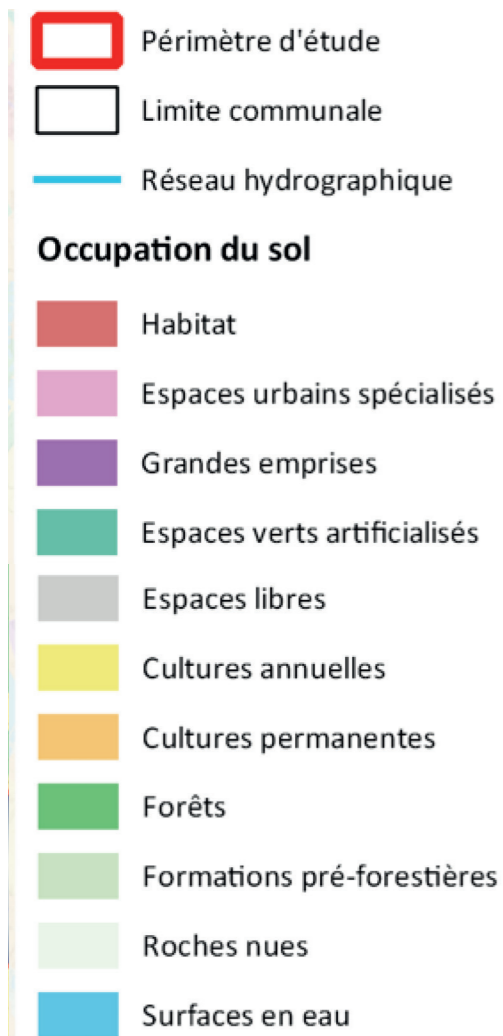 Périmètre d'étude
Limite communale
Réseau hydrographique
Occupation du sol
Habitat
Espaces urbains spécialisés
Grandes emprises
Espaces verts artificialisés
Espaces libres
Cultures annuelles
Cultures permanentes
Forêts
Formations pré-forestières
Roches nues
Surfaces en eau